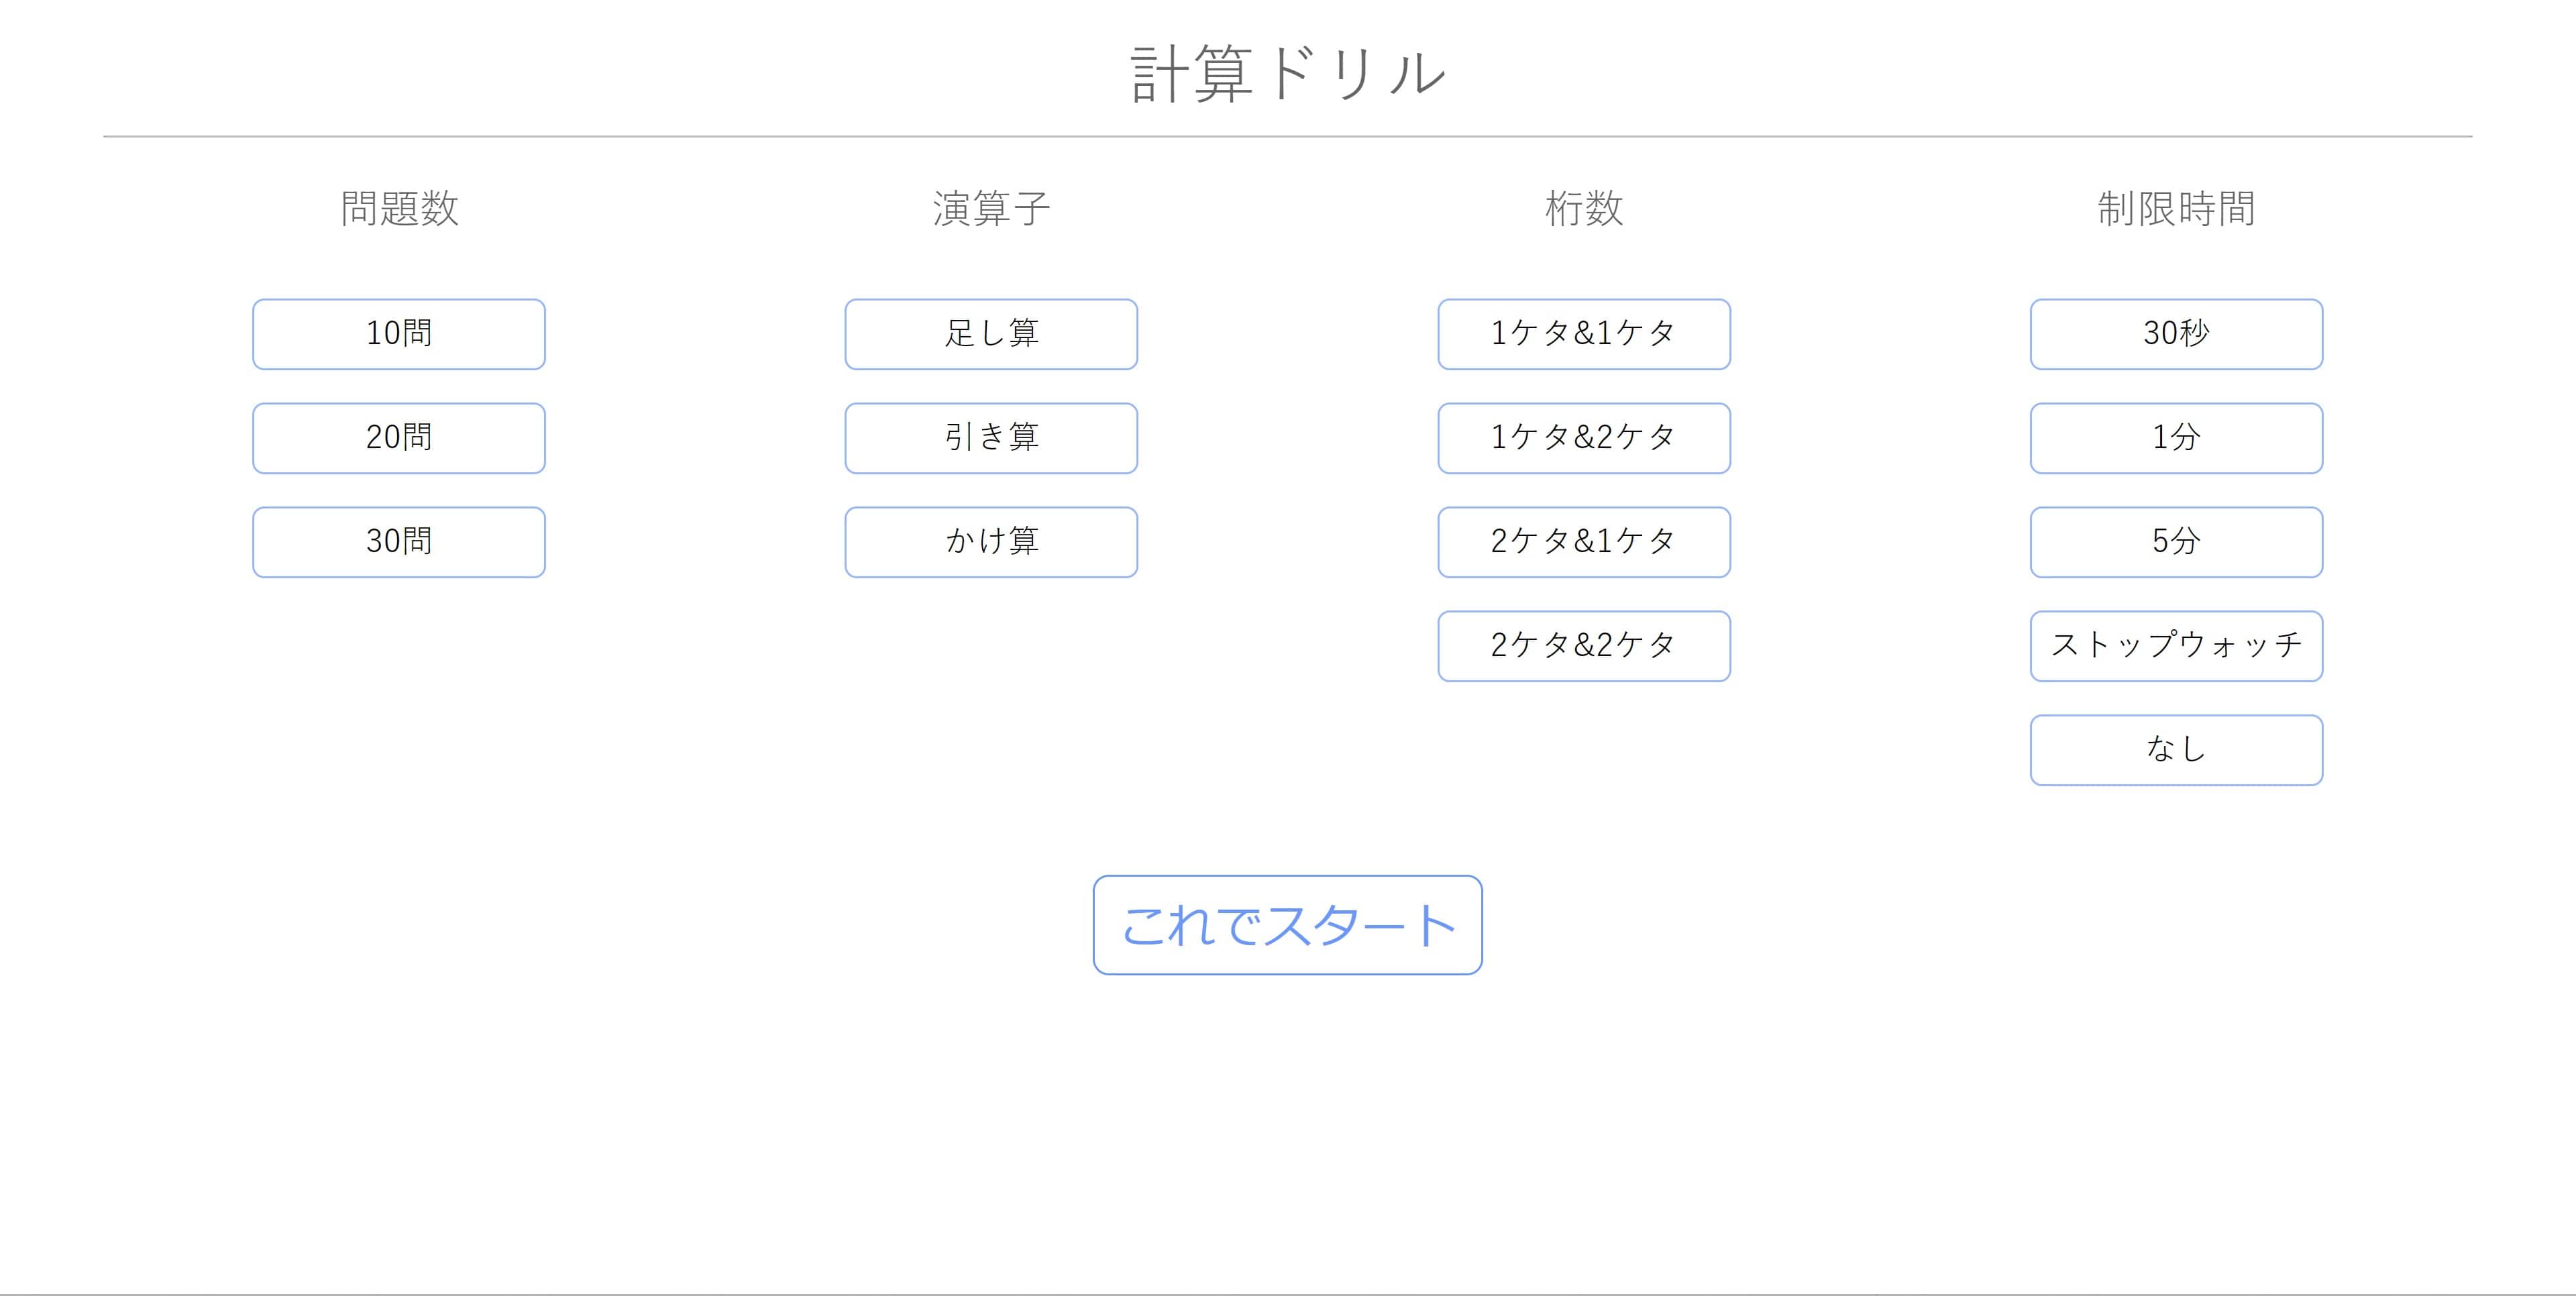 計算ドリル
問題数
10問
20問
30問
演算子
足し算
引き算
かけ算
桁数
1ケタ&1ケタ
1ケタ&2ケタ
2ケタ&1ケタ
2ケタ&2ケタ
制限時間
30秒
1分
5分
ストップウォッチ
なし
これでスタート